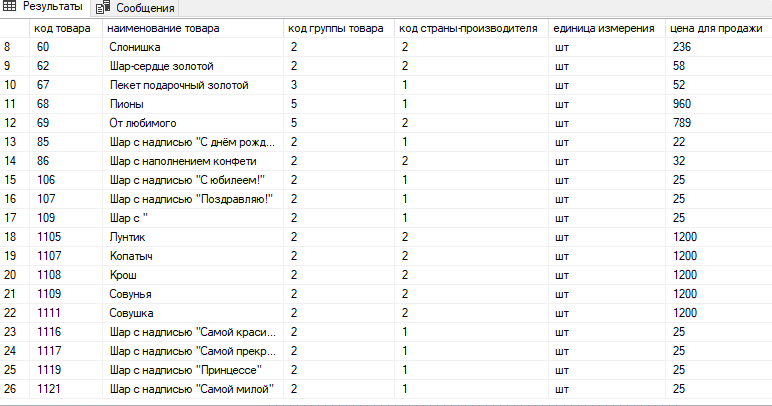 Результаты Сообщения
код товара наименование товара код группы товара код страны-производителя единица измерения цена для продажи
8 60 Слонишка 2 2 шт 236
9 62 Шар-сердце золотой 2 2 шт 58
10 67 Пекет подарочный золотой 3 1 шт 52
11 68 Пионы 5 1 шт 960
12 69 От любимого 5 2 шт 789
13 85 Шар с надписью "С днём рожд... 2 1 шт 22
14 86 Шар с наполнением конфети 2 2 шт 32
15 106 Шар с надписью "С юбилеем!" 2 1 шт 25
16 107 Шар с надписью "Поздравляю!" 2 1 шт 25
17 109 Шар с " 2 1 шт 25
18 1105 Лунтик 2 2 шт 1200
19 1107 Копатыч 2 2 шт 1200
20 1108 Крош 2 2 шт 1200
21 1109 Совунья 2 2 шт 1200
22 1111 Совушка 2 2 шт 1200
23 1116 Шар с надписью "Самой краси... 2 1 шт 25
24 1117 Шар с надписью "Самой прекр... 2 1 шт 25
25 1119 Шар с надписью "Принцессе" 2 1 шт 25
26 1121 Шар с надписью "Самой милой" 2 1 шт 25